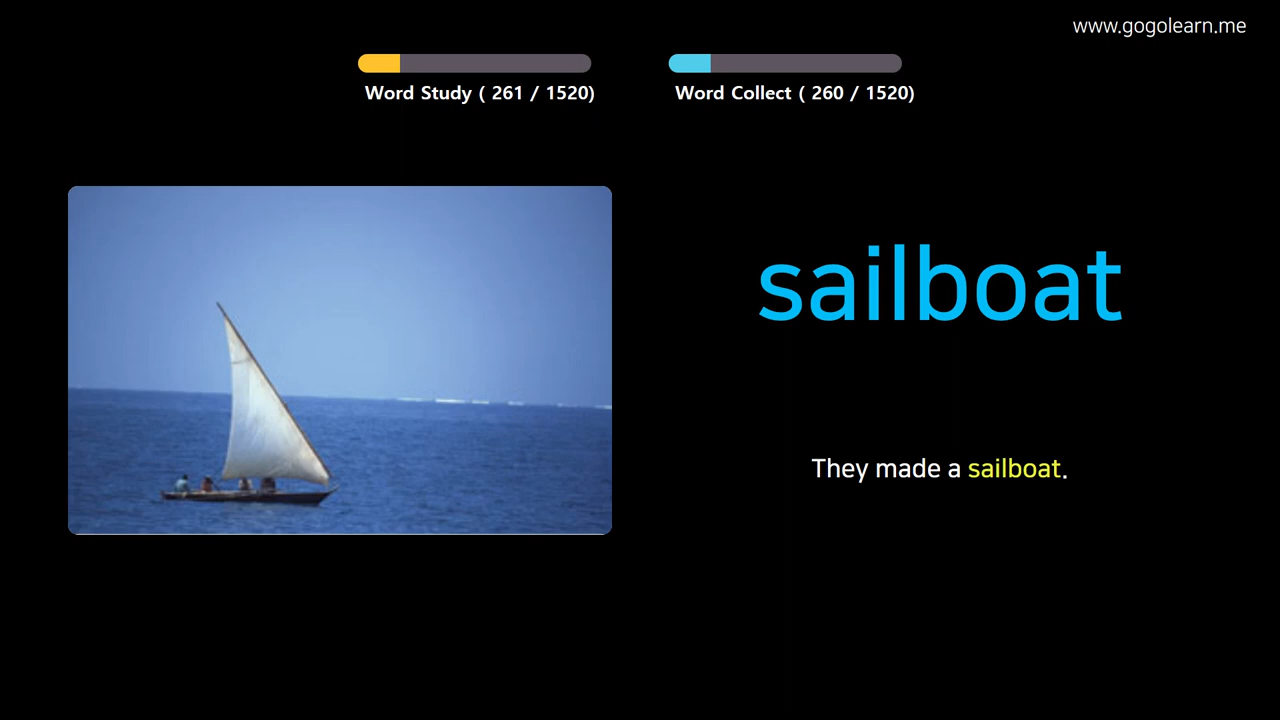 www.gogolearn.me
Word Study ( 261 / 1520)
Word Collect ( 260 / 1520)
sailboat
They made a sailboat.